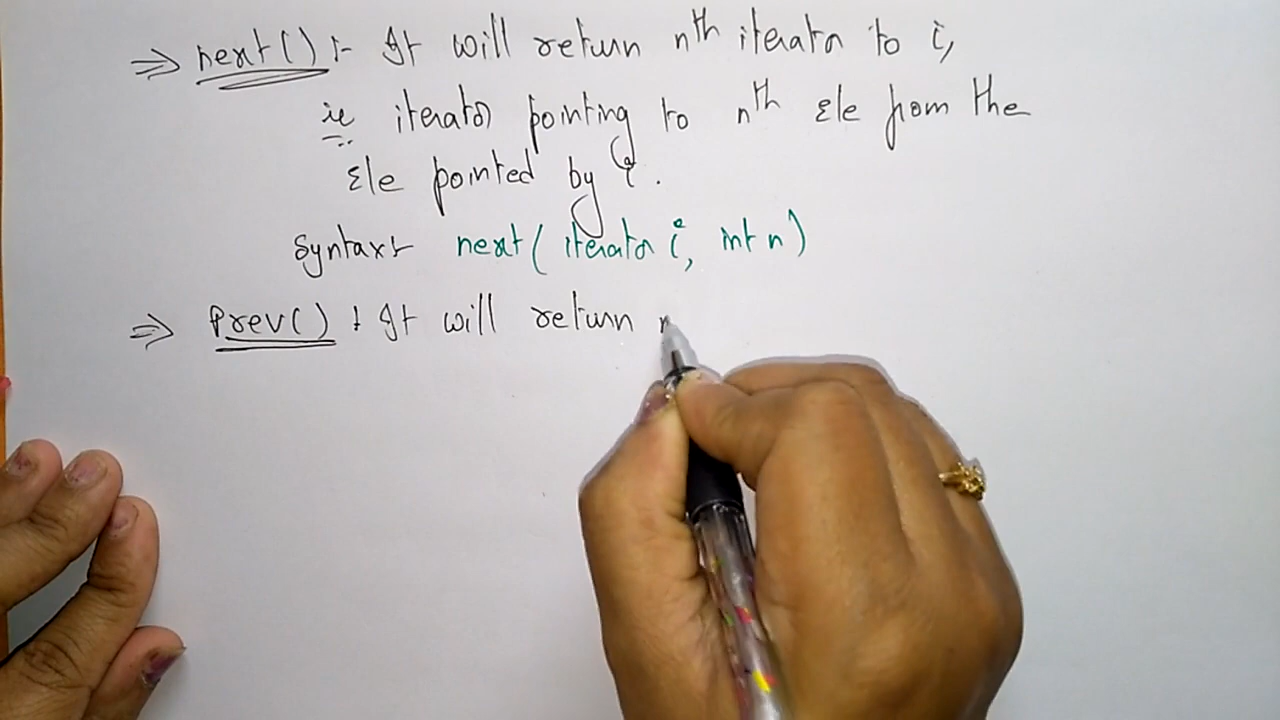 ⇒ next() :- It will return nth iterator to i,
ie iterator pointing to nth Ele from the
Ele pointed by i.
Syntax:- next( iterator i, int n)
⇒ Prev() : It will return n